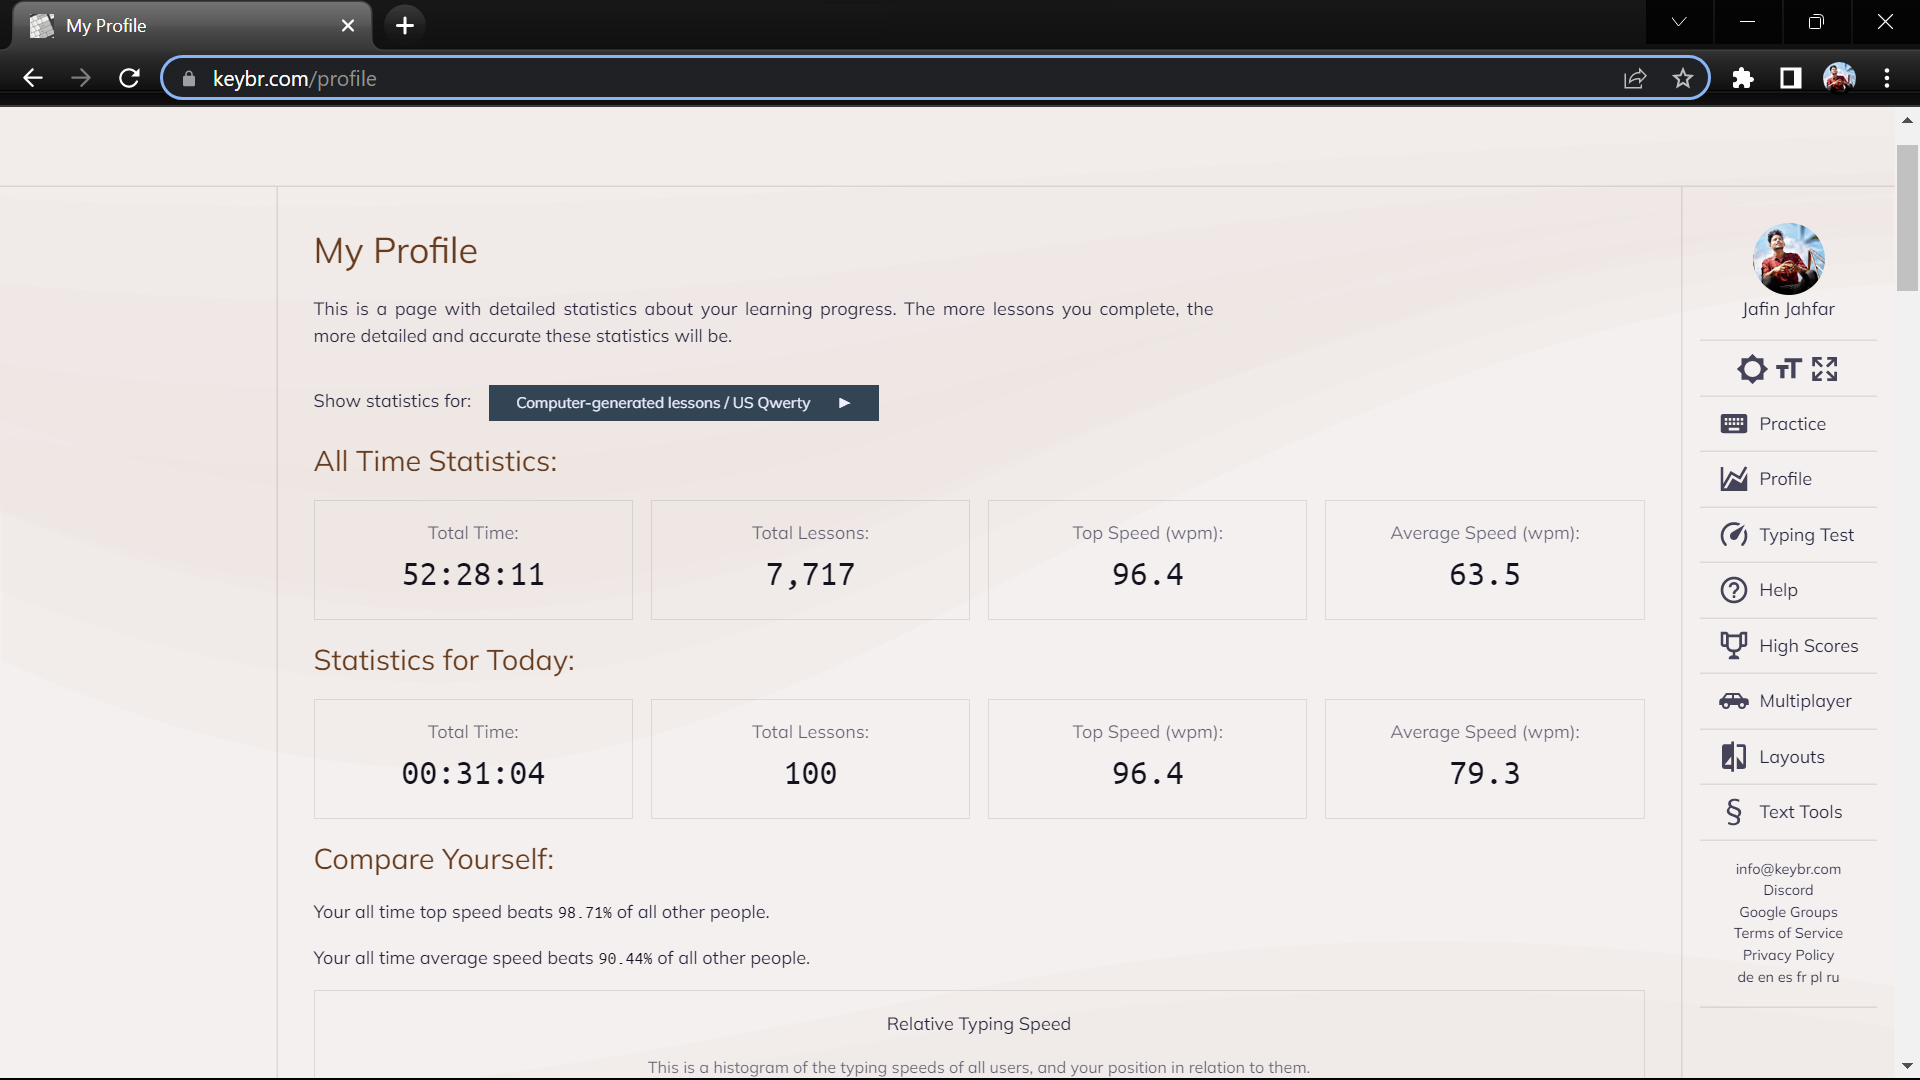 My Profile
keybr.com/profile
My Profile
This is a page with detailed statistics about your learning progress. The more lessons you complete, the
more detailed and accurate these statistics will be.
Show statistics for:
Computer-generated lessons / US Qwerty ▶
All Time Statistics:
Total Time:
52:28:11
Total Lessons:
7,717
Top Speed (wpm):
96.4
Average Speed (wpm):
63.5
Statistics for Today:
Total Time:
00:31:04
Total Lessons:
100
Top Speed (wpm):
96.4
Average Speed (wpm):
79.3
Compare Yourself:
Your all time top speed beats 98.71% of all other people.
Your all time average speed beats 90.44% of all other people.
Relative Typing Speed
This is a histogram of the typing speeds of all users, and your position in relation to them.
Jafin Jahfar
Practice
Profile
Typing Test
Help
High Scores
Multiplayer
Layouts
§ Text Tools
info@keybr.com
Discord
Google Groups
Terms of Service
Privacy Policy
de en es fr pl ru